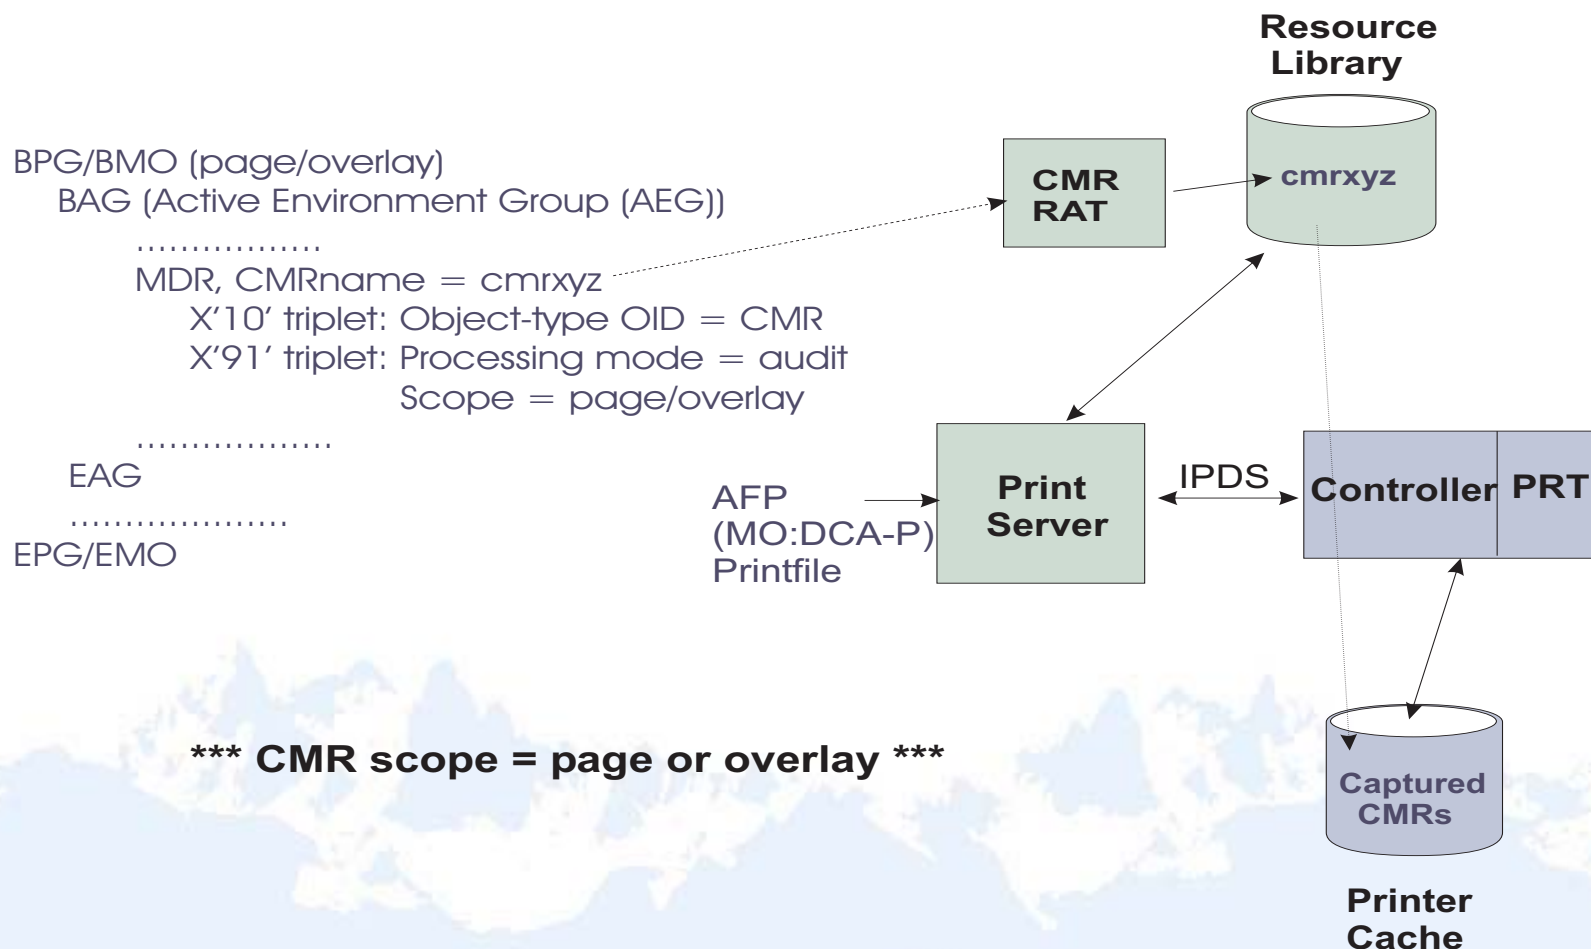 Resource
Library
BPG/BMO (page/overlay)
BAG (Active Environment Group (AEG))
.................
MDR, CMRname = cmrxyz
X'10' triplet: Object-type OID = CMR
X'91' triplet: Processing mode = audit
Scope = page/overlay
..................
EAG
....................
EPG/EMO
CMR
RAT
cmrxyz
AFP
(MO:DCA-P)
Printfile
Print
Server
IPDS
Controller
PRT
*** CMR scope = page or overlay ***
Captured
CMRs
Printer
Cache